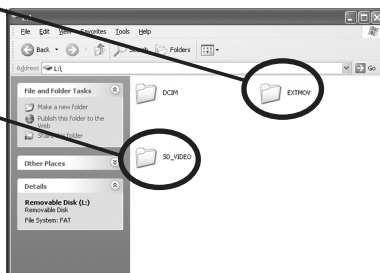 File Edit View Favorites Tools Help
Back Search Folders
Address L:\ Go
File and Folder Tasks
Make a new folder
Publish this folder to the
Web
Share this folder
Other Places
Details
Removable Disk (L:)
Removable Disk
File System: FAT
DCIM
EXTMOV
SD_VIDEO